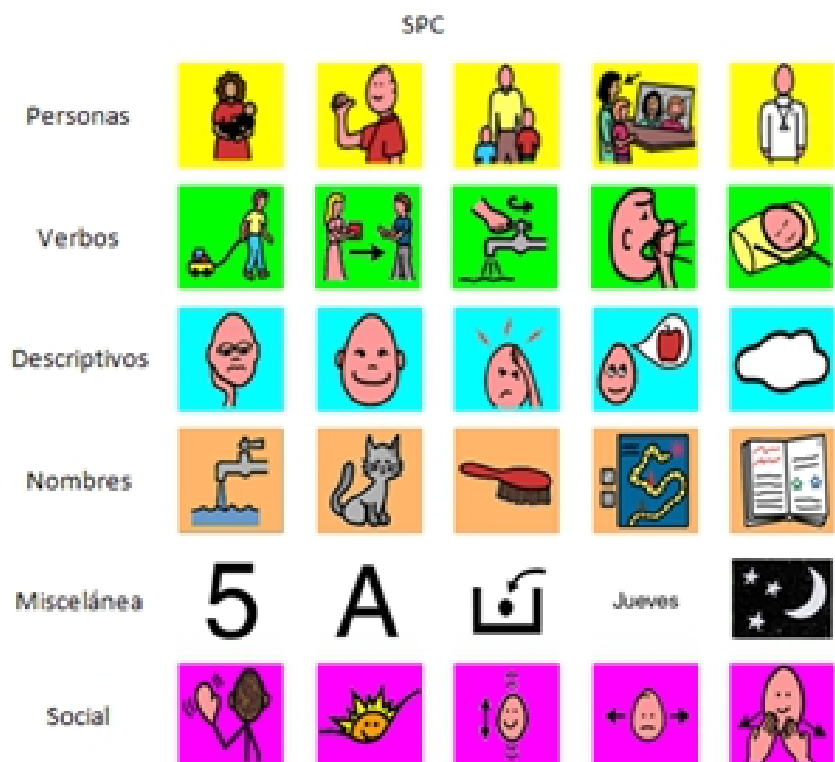 SPC
Personas
Verbos
Descriptivos
Nombres
Miscelánea
5 A Jueves
Social